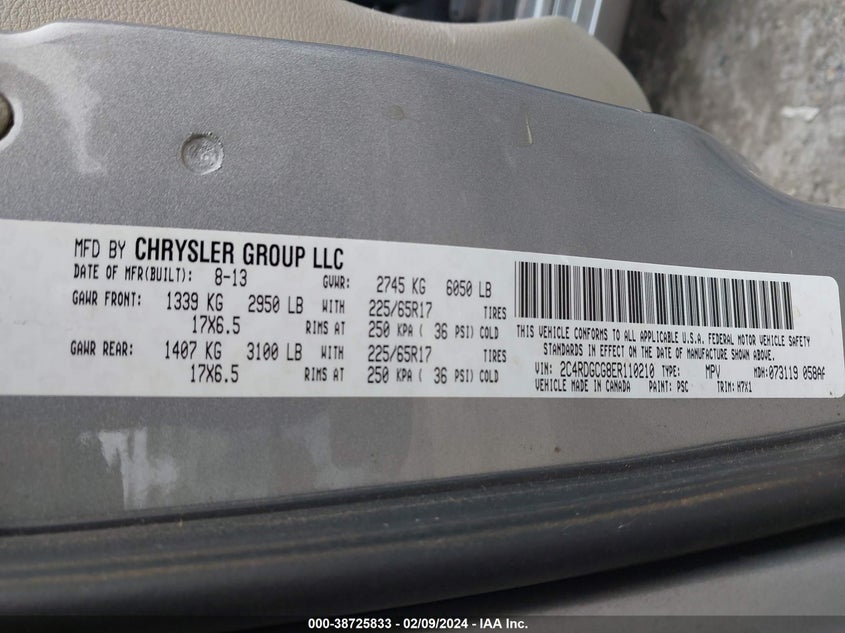 MFD BY CHRYSLER GROUP LLC
DATE OF MFR(BUILT): 8-13 GVWR: 2745 KG 6050 LB
GAWR FRONT: 1339 KG 2950 LB WITH 225/65R17 TIRES
17X6.5 RIMS AT 250 KPA ( 36 PSI) COLD
GAWR REAR: 1407 KG 3100 LB WITH 225/65R17 TIRES
17X6.5 RIMS AT 250 KPA ( 36 PSI) COLD
THIS VEHICLE CONFORMS TO ALL APPLICABLE U.S.A. FEDERAL MOTOR VEHICLE SAFETY
STANDARDS IN EFFECT ON THE DATE OF MANUFACTURE SHOWN ABOVE.
VIN: 2C4RDGCG8ER110210 TYPE: MPV MDH: 073119 058AF
VEHICLE MADE IN CANADA PAINT: PSC TRIM: H7X1
000-38725833 - 02/09/2024 - IAA Inc.